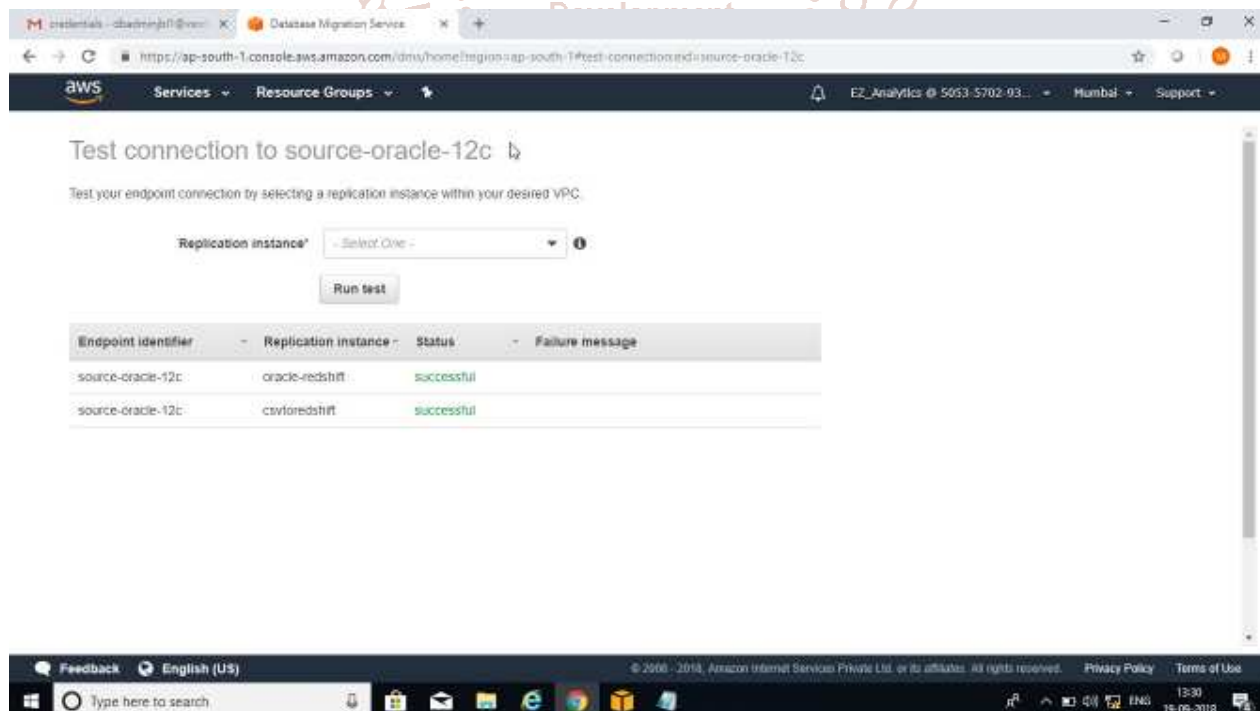 Development
Database Migration Service
https://ap-south-1.console.aws.amazon.com/dms/home?region=ap-south-1#test-connection:eid=source-oracle-12c
aws Services Resource Groups EZ_Analytics @ 5053-5702-93... Mumbai Support
Test connection to source-oracle-12c
Test your endpoint connection by selecting a replication instance within your desired VPC.
Replication instance* - Select One -
Run test
Endpoint identifier Replication instance Status Failure message
source-oracle-12c oracle-redshift successful
source-oracle-12c csvtoredshift successful
Feedback English (US) © 2008 - 2018, Amazon Internet Services Private Ltd. or its affiliates. All rights reserved. Privacy Policy Terms of Use
Type here to search ENG 13:30
19-09-2018